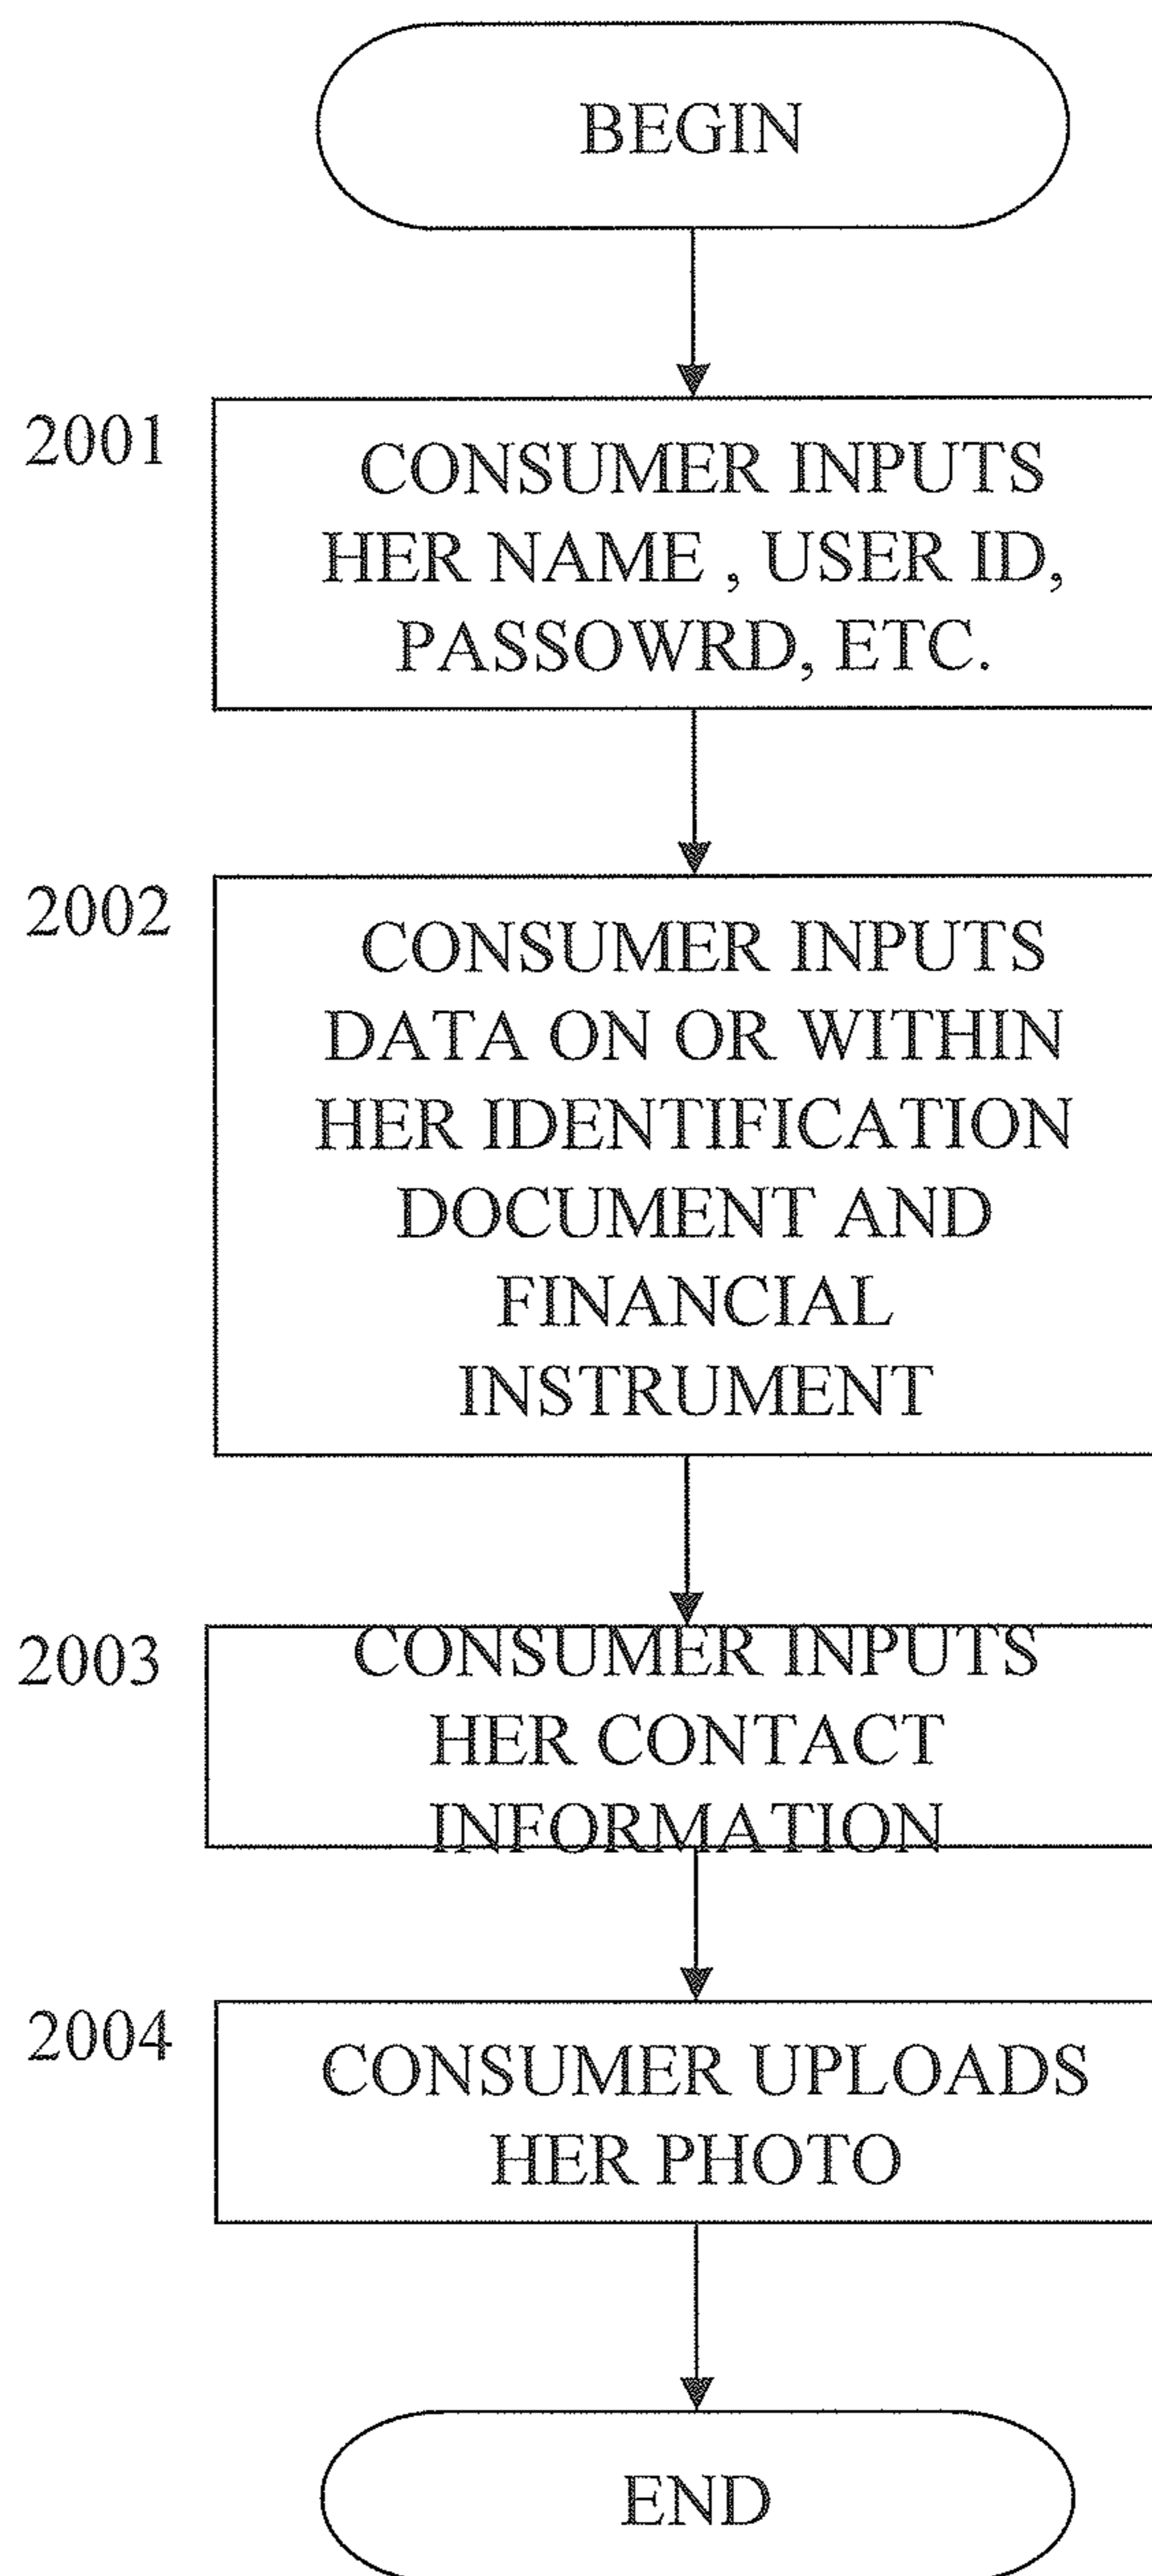 BEGIN
2001
CONSUMER INPUTS
HER NAME , USER ID,
PASSOWRD, ETC.
2002
CONSUMER INPUTS
DATA ON OR WITHIN
HER IDENTIFICATION
DOCUMENT AND
FINANCIAL
INSTRUMENT
2003
CONSUMER INPUTS
HER CONTACT
INFORMATION
2004
CONSUMER UPLOADS
HER PHOTO
END